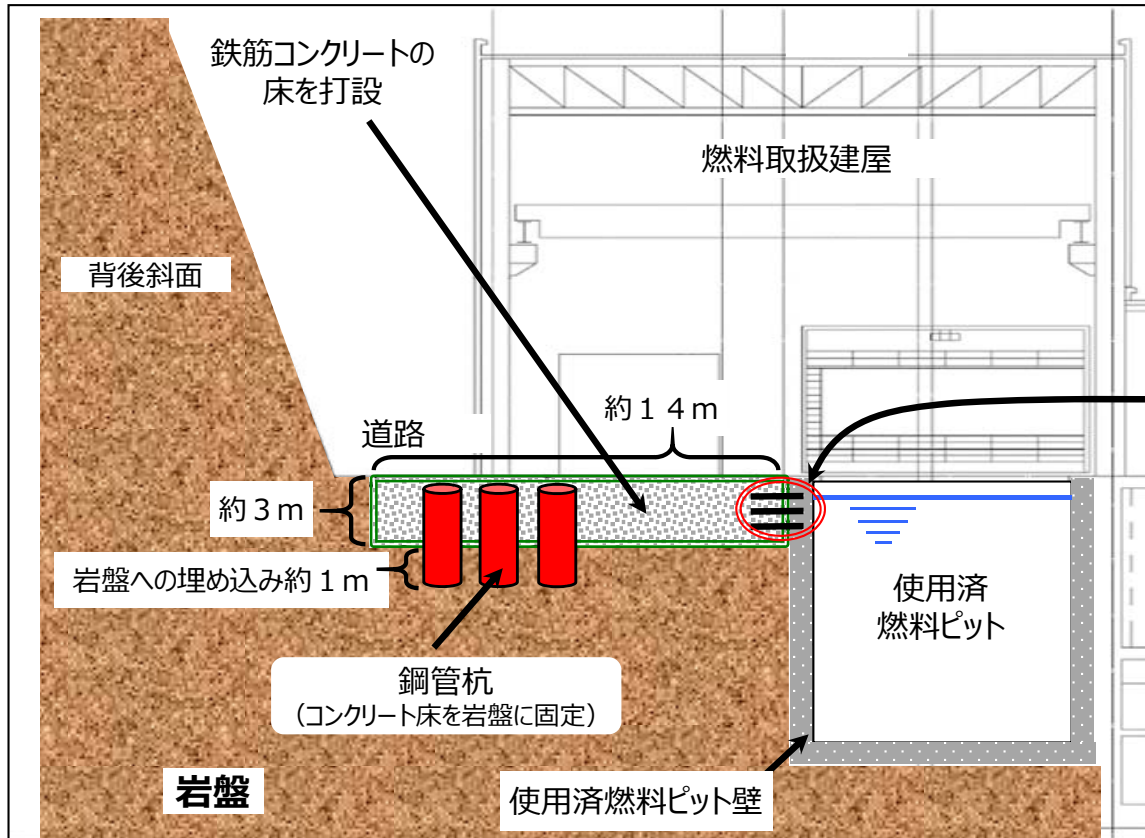 鉄筋コンクリートの
床を打設
燃料取扱建屋
背後斜面
約１４ｍ
道路
約３ｍ
岩盤への埋め込み約１ｍ
使用済
燃料ピット
鋼管杭
（コンクリート床を岩盤に固定）
岩盤
使用済燃料ピット壁